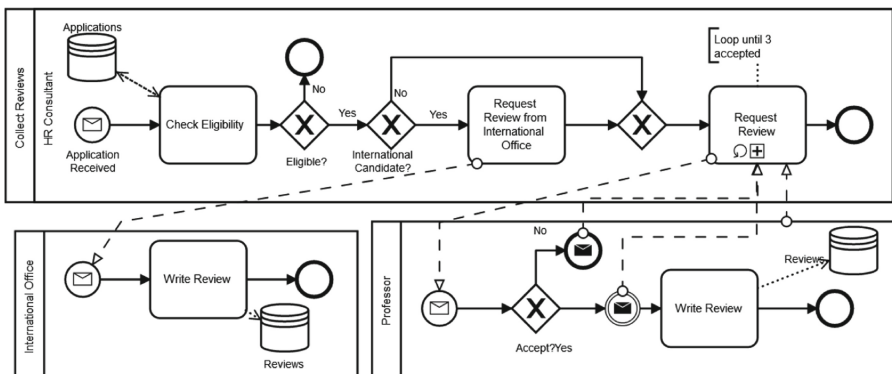 Applications
Loop until 3
accepted
Collect Reviews
HR Consultant
No
Check Eligibility
Yes
No
Yes
Request
Review from
International
Office
Request
Review
Application
Received
Eligible?
International
Candidate?
International Office
Write Review
Reviews
Professor
No
Accept?Yes
Write Review
Reviews